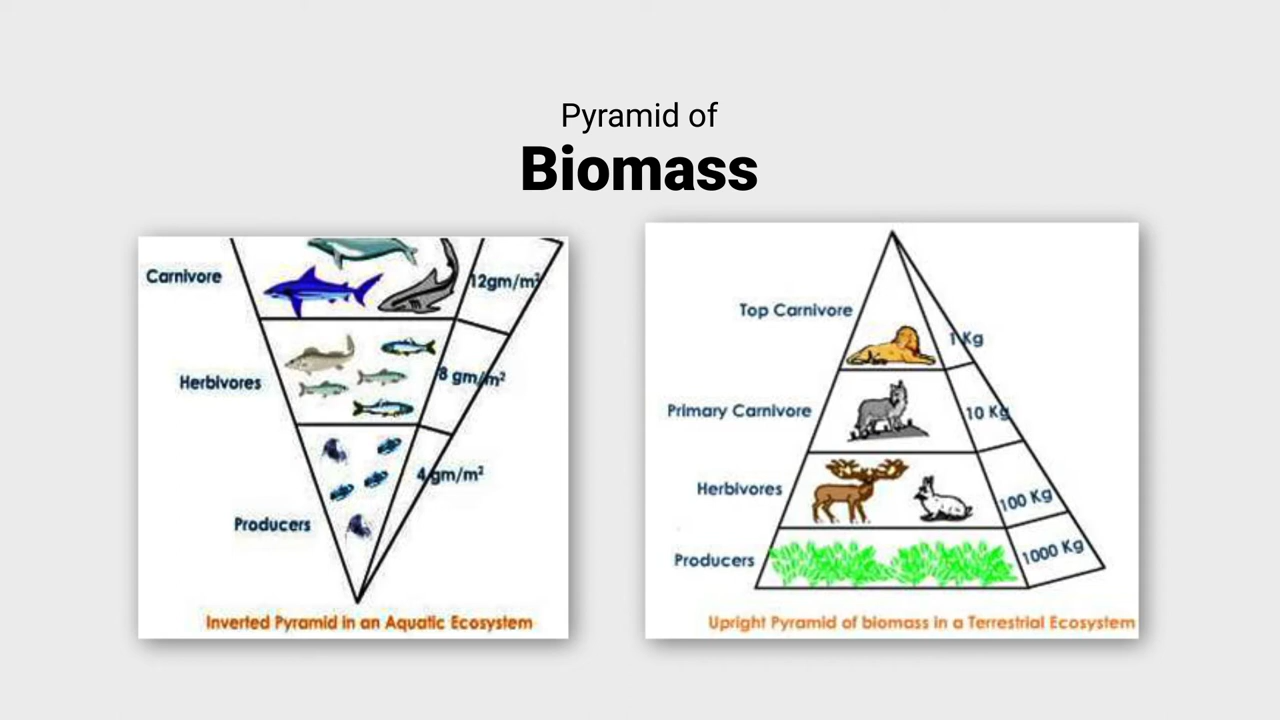 Pyramid of
Biomass
Carnivore
12gm/m²
Herbivores
8 gm/m²
4 gm/m²
Producers
Inverted Pyramid in an Aquatic Ecosystem
Top Carnivore
1 Kg
Primary Carnivore
10 Kg
Herbivores
100 Kg
Producers
1000 Kg
Upright Pyramid of biomass in a Terrestrial Ecosystem